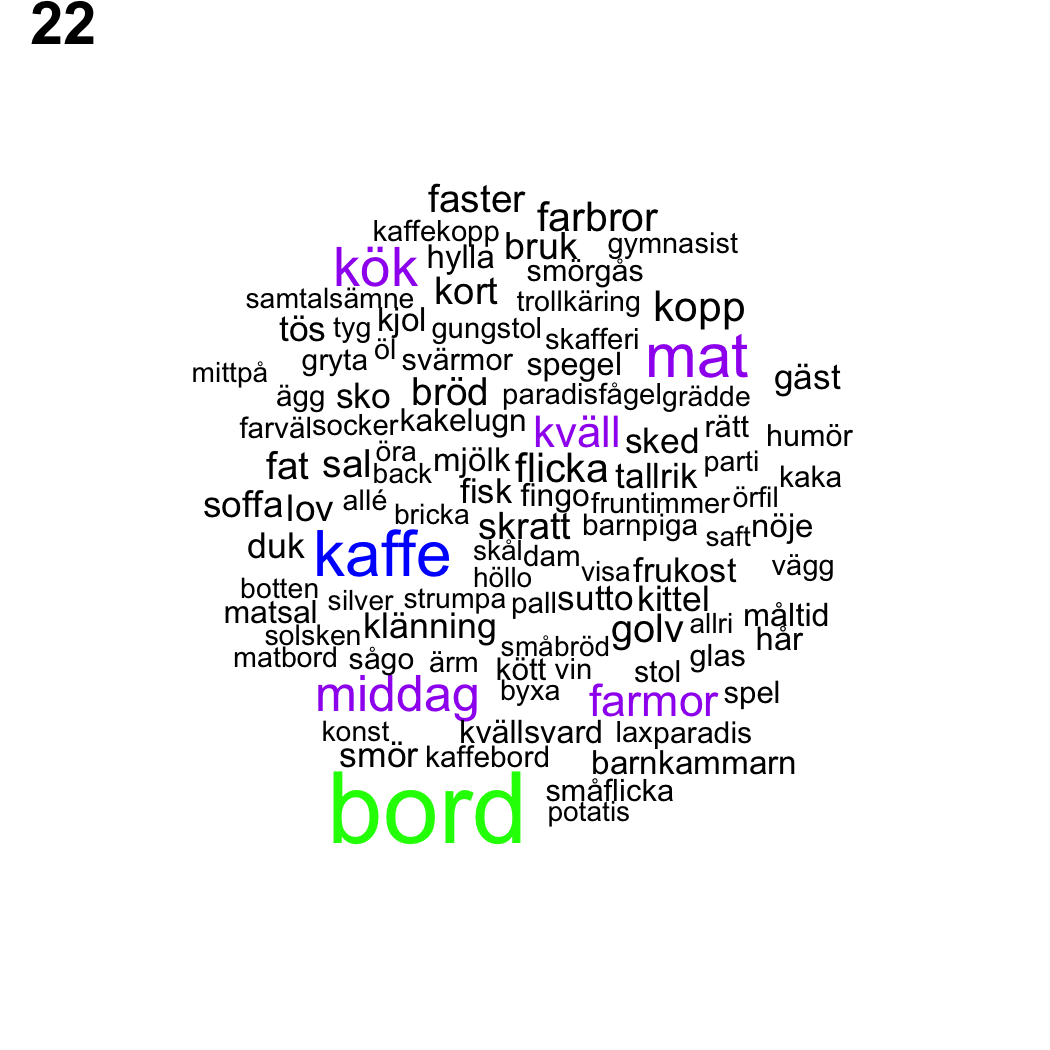 22
faster
farbror
kaffekopp bruk gymnasist
kök hylla smörgås
samtalsämne kort trollkäring kopp
tös tyg kjol gungstol skafferi
gryta öl svärmor spegel mat
mittpå gäst
ägg sko bröd paradisfågel grädde
farväl socker kakelugn kväll sked rätt humör
fat sal öra mjölk flicka tallrik parti
back kaka
soffa lov allé fisk fingo fruntimmer örfil
bricka skratt barnpiga saft nöje
duk kaffe skål dam
höllo visa frukost vägg
botten
matsal silver strumpa pall sutto kittel måltid
solsken klänning småbröd golv allri hår
matbord sågo ärm kött vin stol glas
middag byxa farmor spel
konst kvällsvard lax paradis
smör kaffebord barnkammarn
bord småflicka
potatis